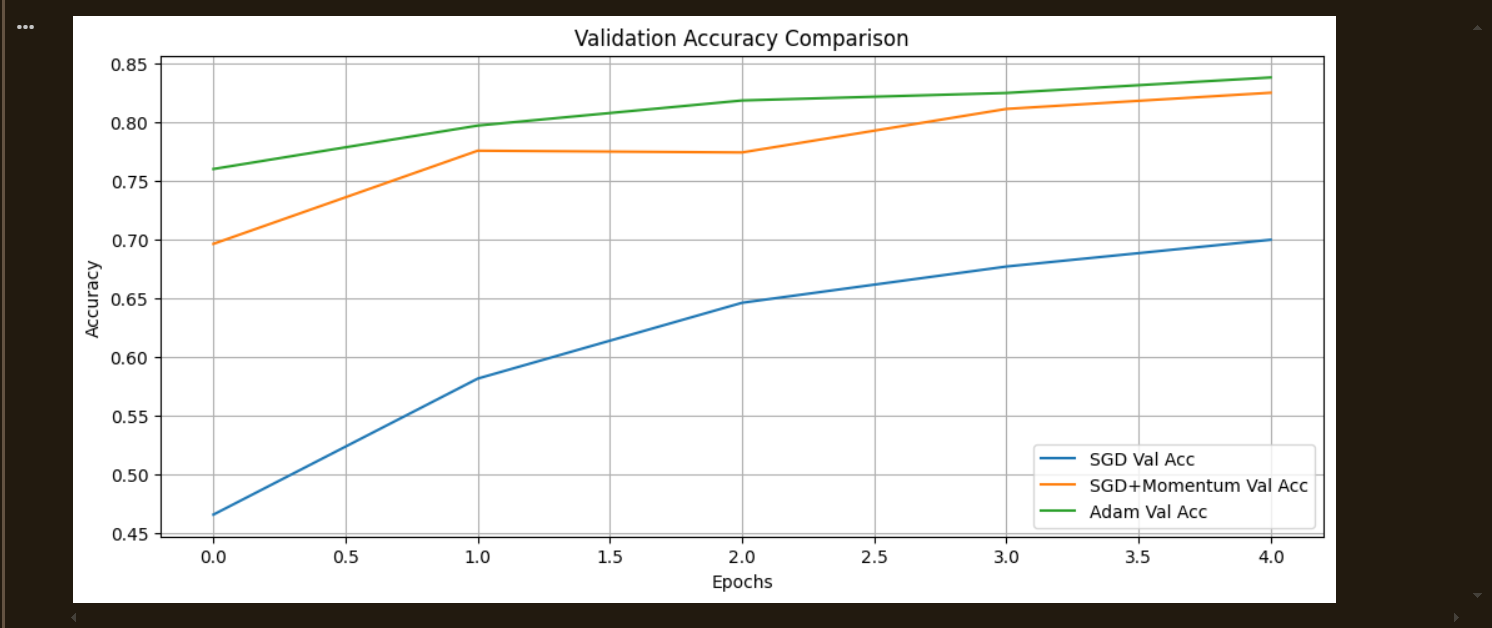 ...
Validation Accuracy Comparison
0.85
0.80
0.75
0.70
0.65
0.60
0.55
0.50
0.45
Accuracy
SGD Val Acc
SGD+Momentum Val Acc
Adam Val Acc
0.0 0.5 1.0 1.5 2.0 2.5 3.0 3.5 4.0
Epochs